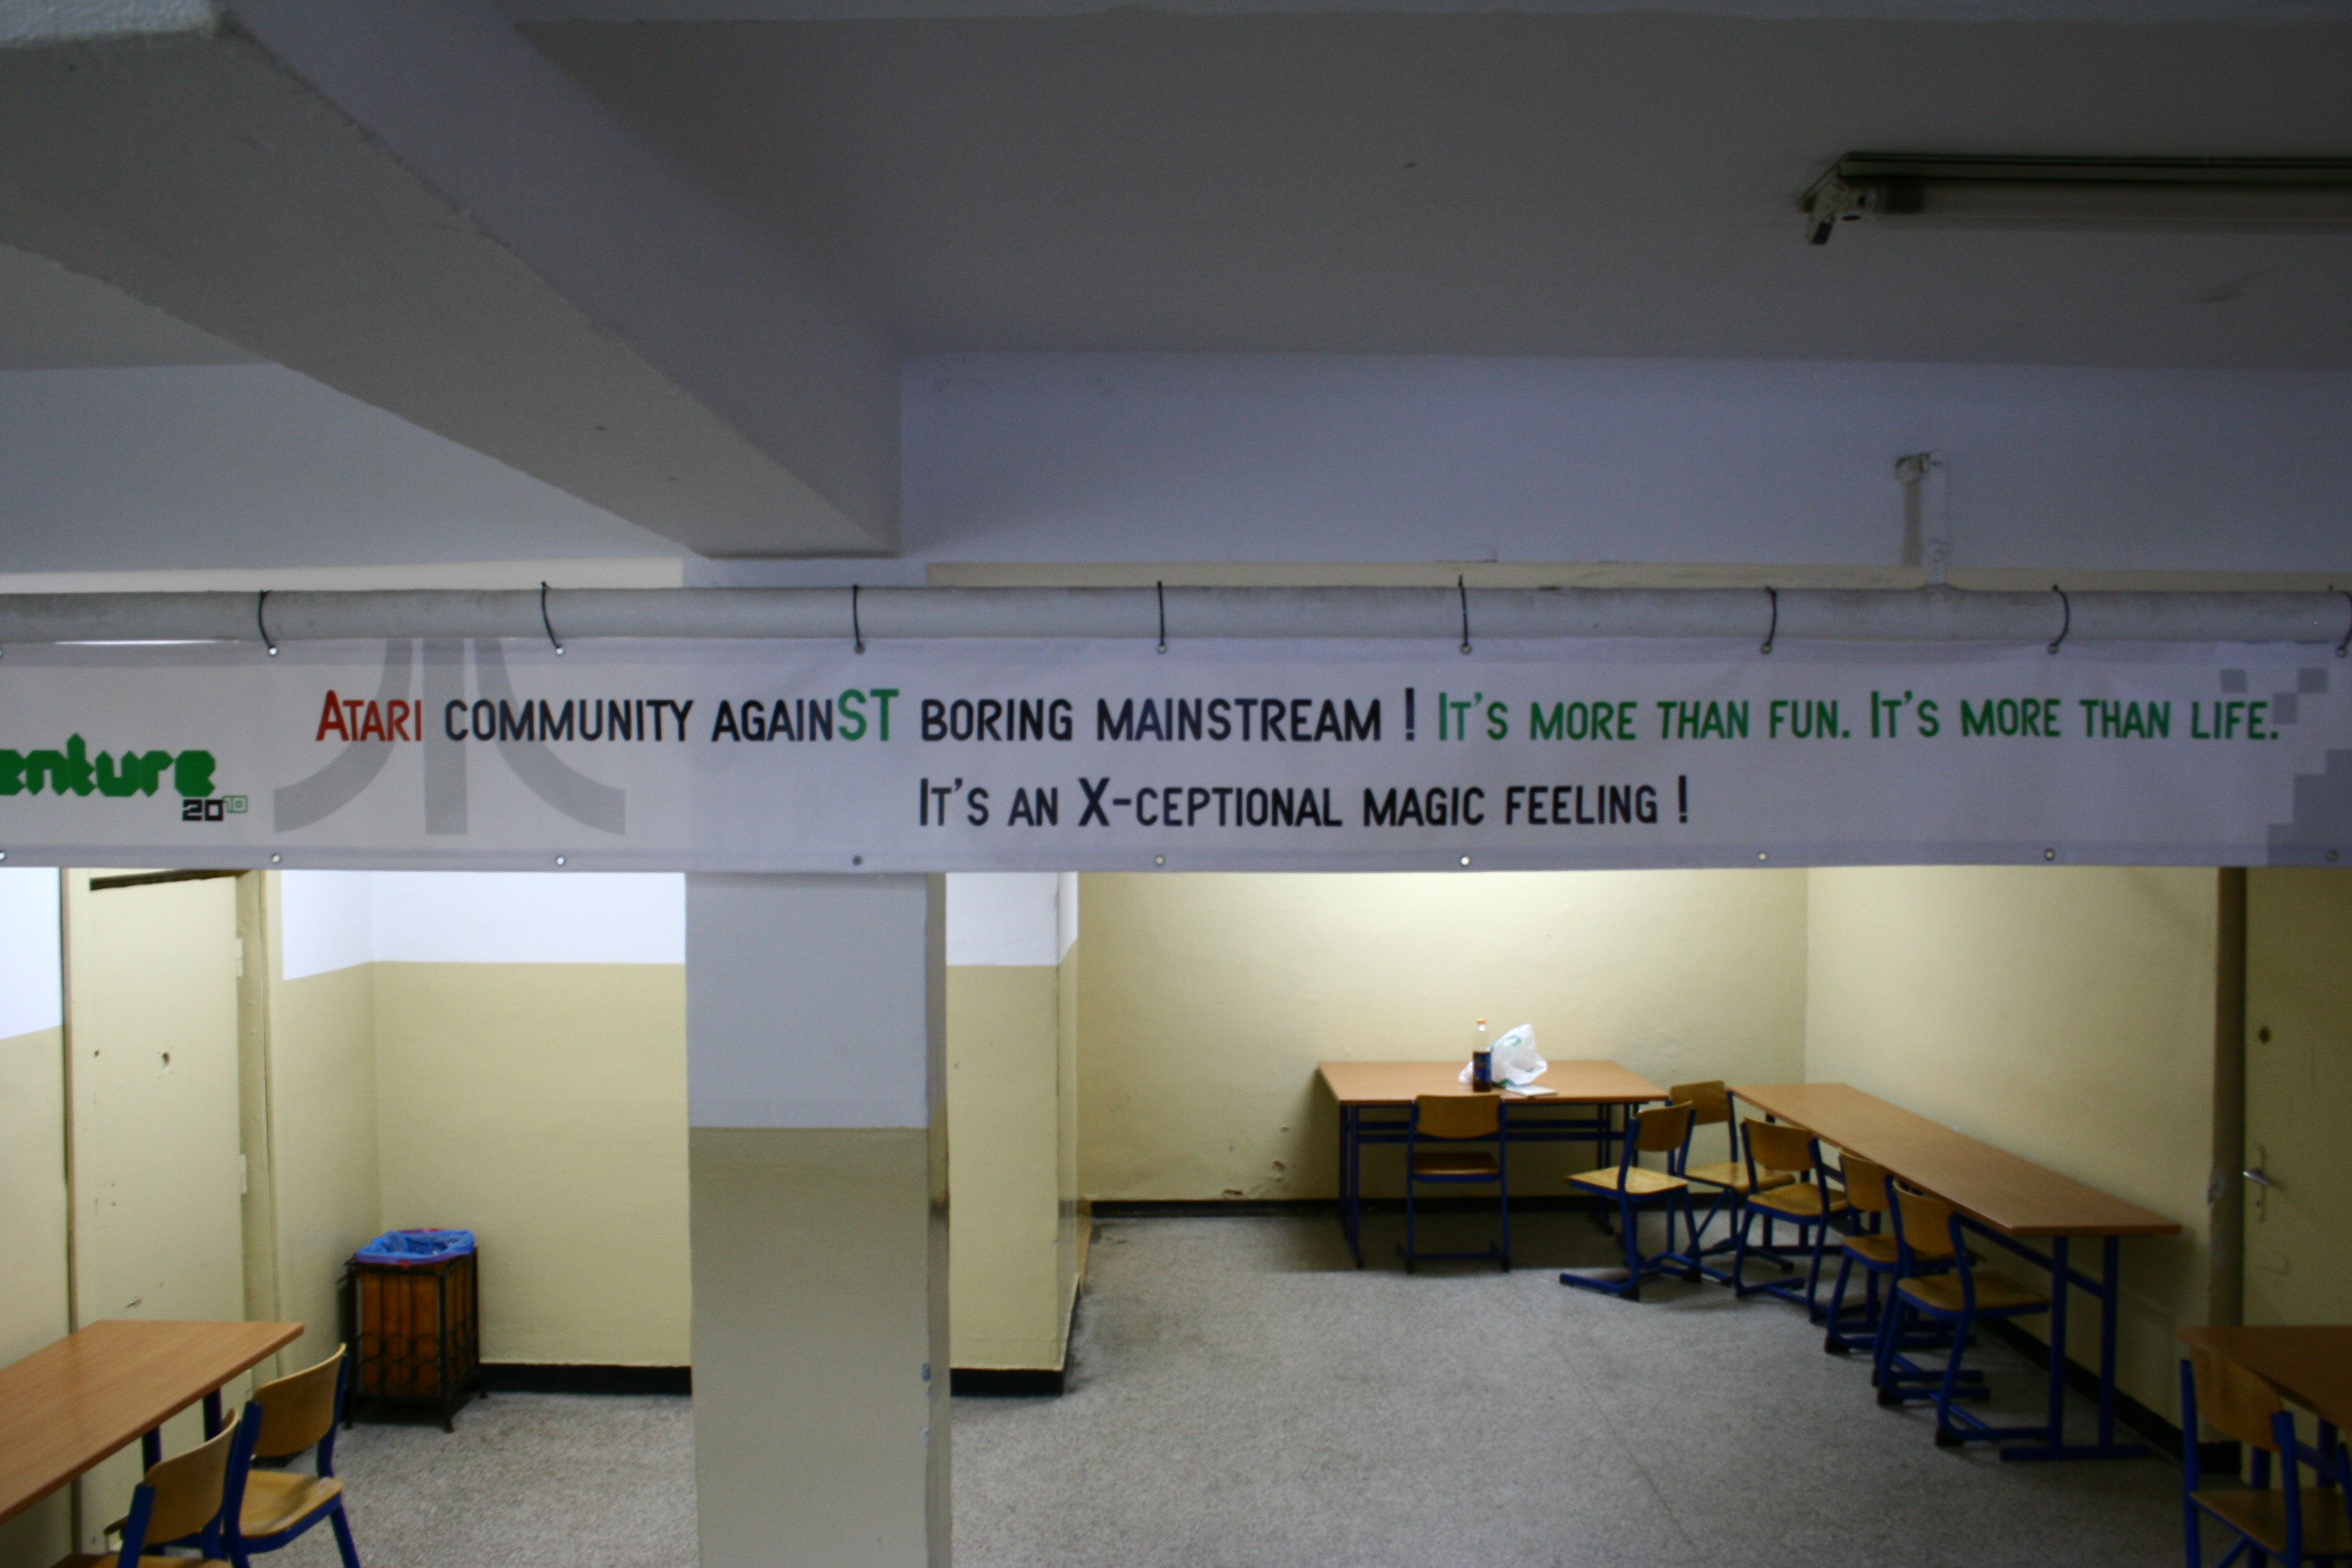 enture
2010
Atari community againST boring mainstream ! It's more than fun. It's more than life.
It's an X-ceptional magic feeling !